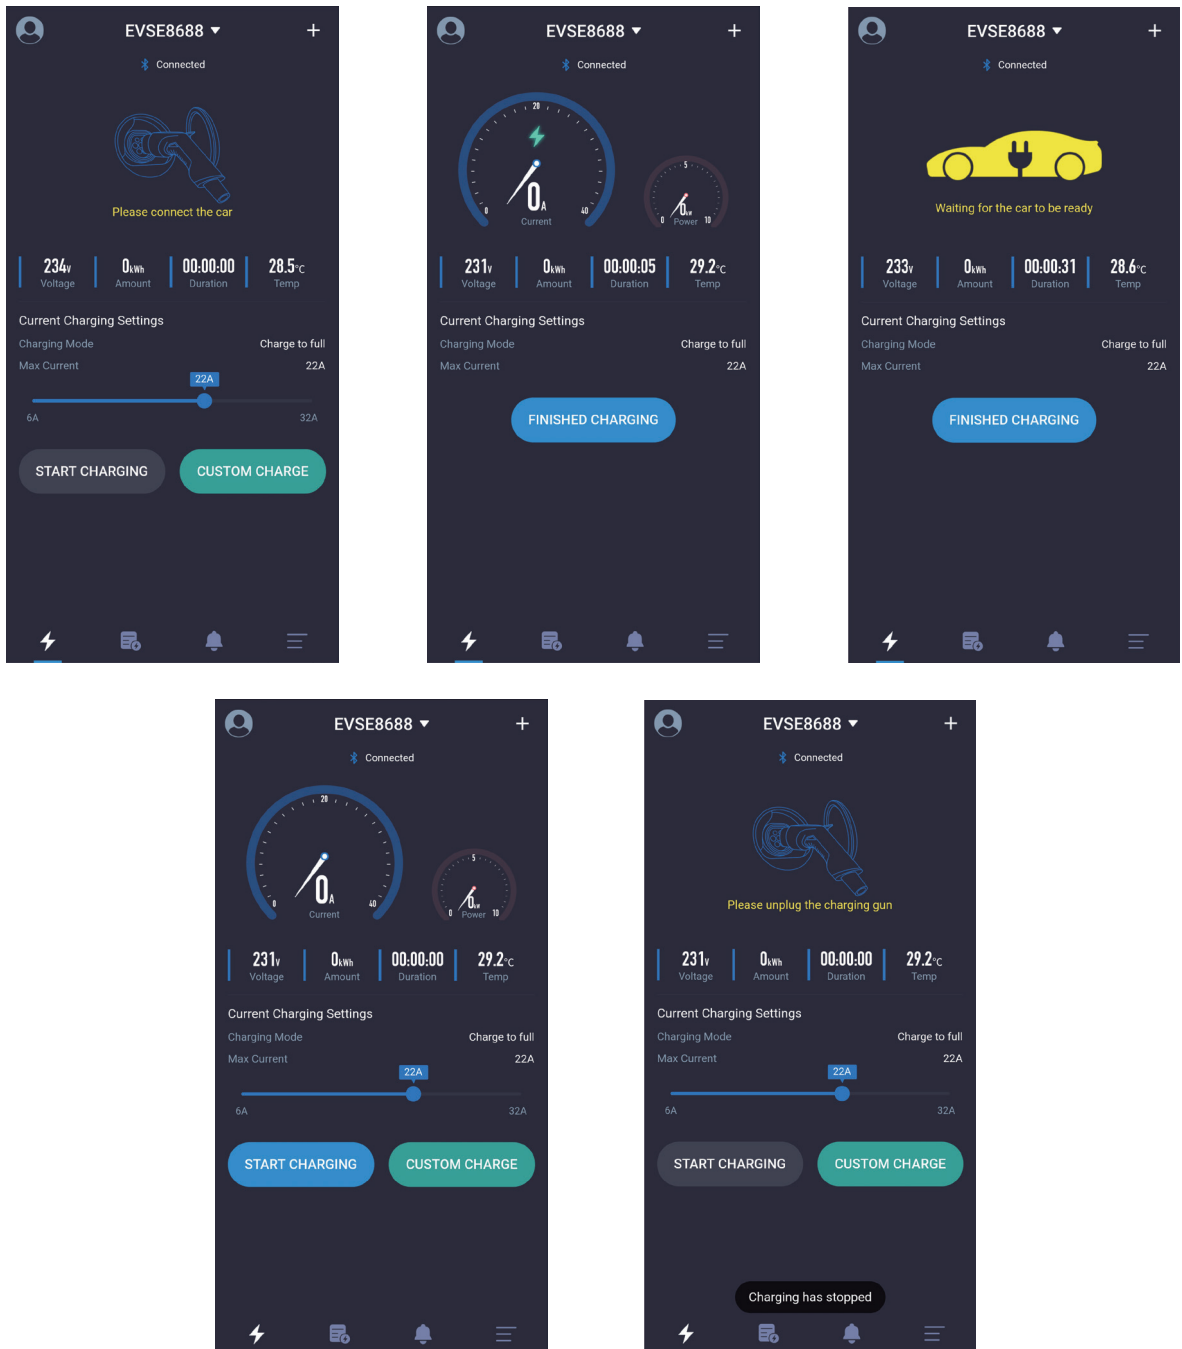 EVSE8688
Connected
Please connect the car
234V 0kWh 00:00:00 28.5°C
Voltage Amount Duration Temp
Current Charging Settings
Charging Mode Charge to full
Max Current 22A
22A
6A 32A
START CHARGING CUSTOM CHARGE
EVSE8688
Connected
20
0 40
0A
Current
5
0 10
0kW
Power
231V 0kWh 00:00:05 29.2°C
Voltage Amount Duration Temp
Current Charging Settings
Charging Mode Charge to full
Max Current 22A
FINISHED CHARGING
EVSE8688
Connected
Waiting for the car to be ready
233V 0kWh 00:00:31 28.6°C
Voltage Amount Duration Temp
Current Charging Settings
Charging Mode Charge to full
Max Current 22A
FINISHED CHARGING
EVSE8688
Connected
20
0 40
0A
Current
5
0 10
0kW
Power
231V 0kWh 00:00:00 29.2°C
Voltage Amount Duration Temp
Current Charging Settings
Charging Mode Charge to full
Max Current 22A
22A
6A 32A
START CHARGING CUSTOM CHARGE
EVSE8688
Connected
Please unplug the charging gun
231V 0kWh 00:00:00 29.2°C
Voltage Amount Duration Temp
Current Charging Settings
Charging Mode Charge to full
Max Current 22A
22A
6A 32A
START CHARGING CUSTOM CHARGE
Charging has stopped